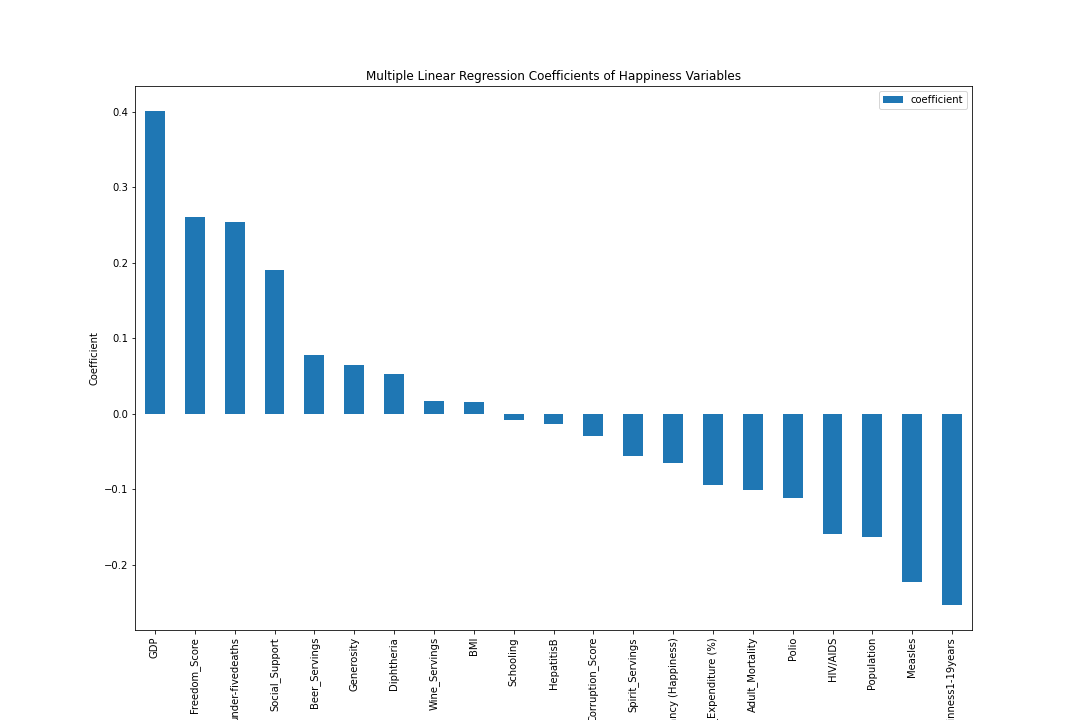 Multiple Linear Regression Coefficients of Happiness Variables
coefficient
0.4
0.3
0.2
0.1
0.0
−0.1
−0.2
Coefficient
GDP
Freedom_Score
nder-fivedeaths
Social_Support
Beer_Servings
Generosity
Diphtheria
Wine_Servings
BMI
Schooling
HepatitisB
Corruption_Score
Spirit_Servings
ncy (Happiness)
_Expenditure (%)
Adult_Mortality
Polio
HIV/AIDS
Population
Measles
nness1-19years